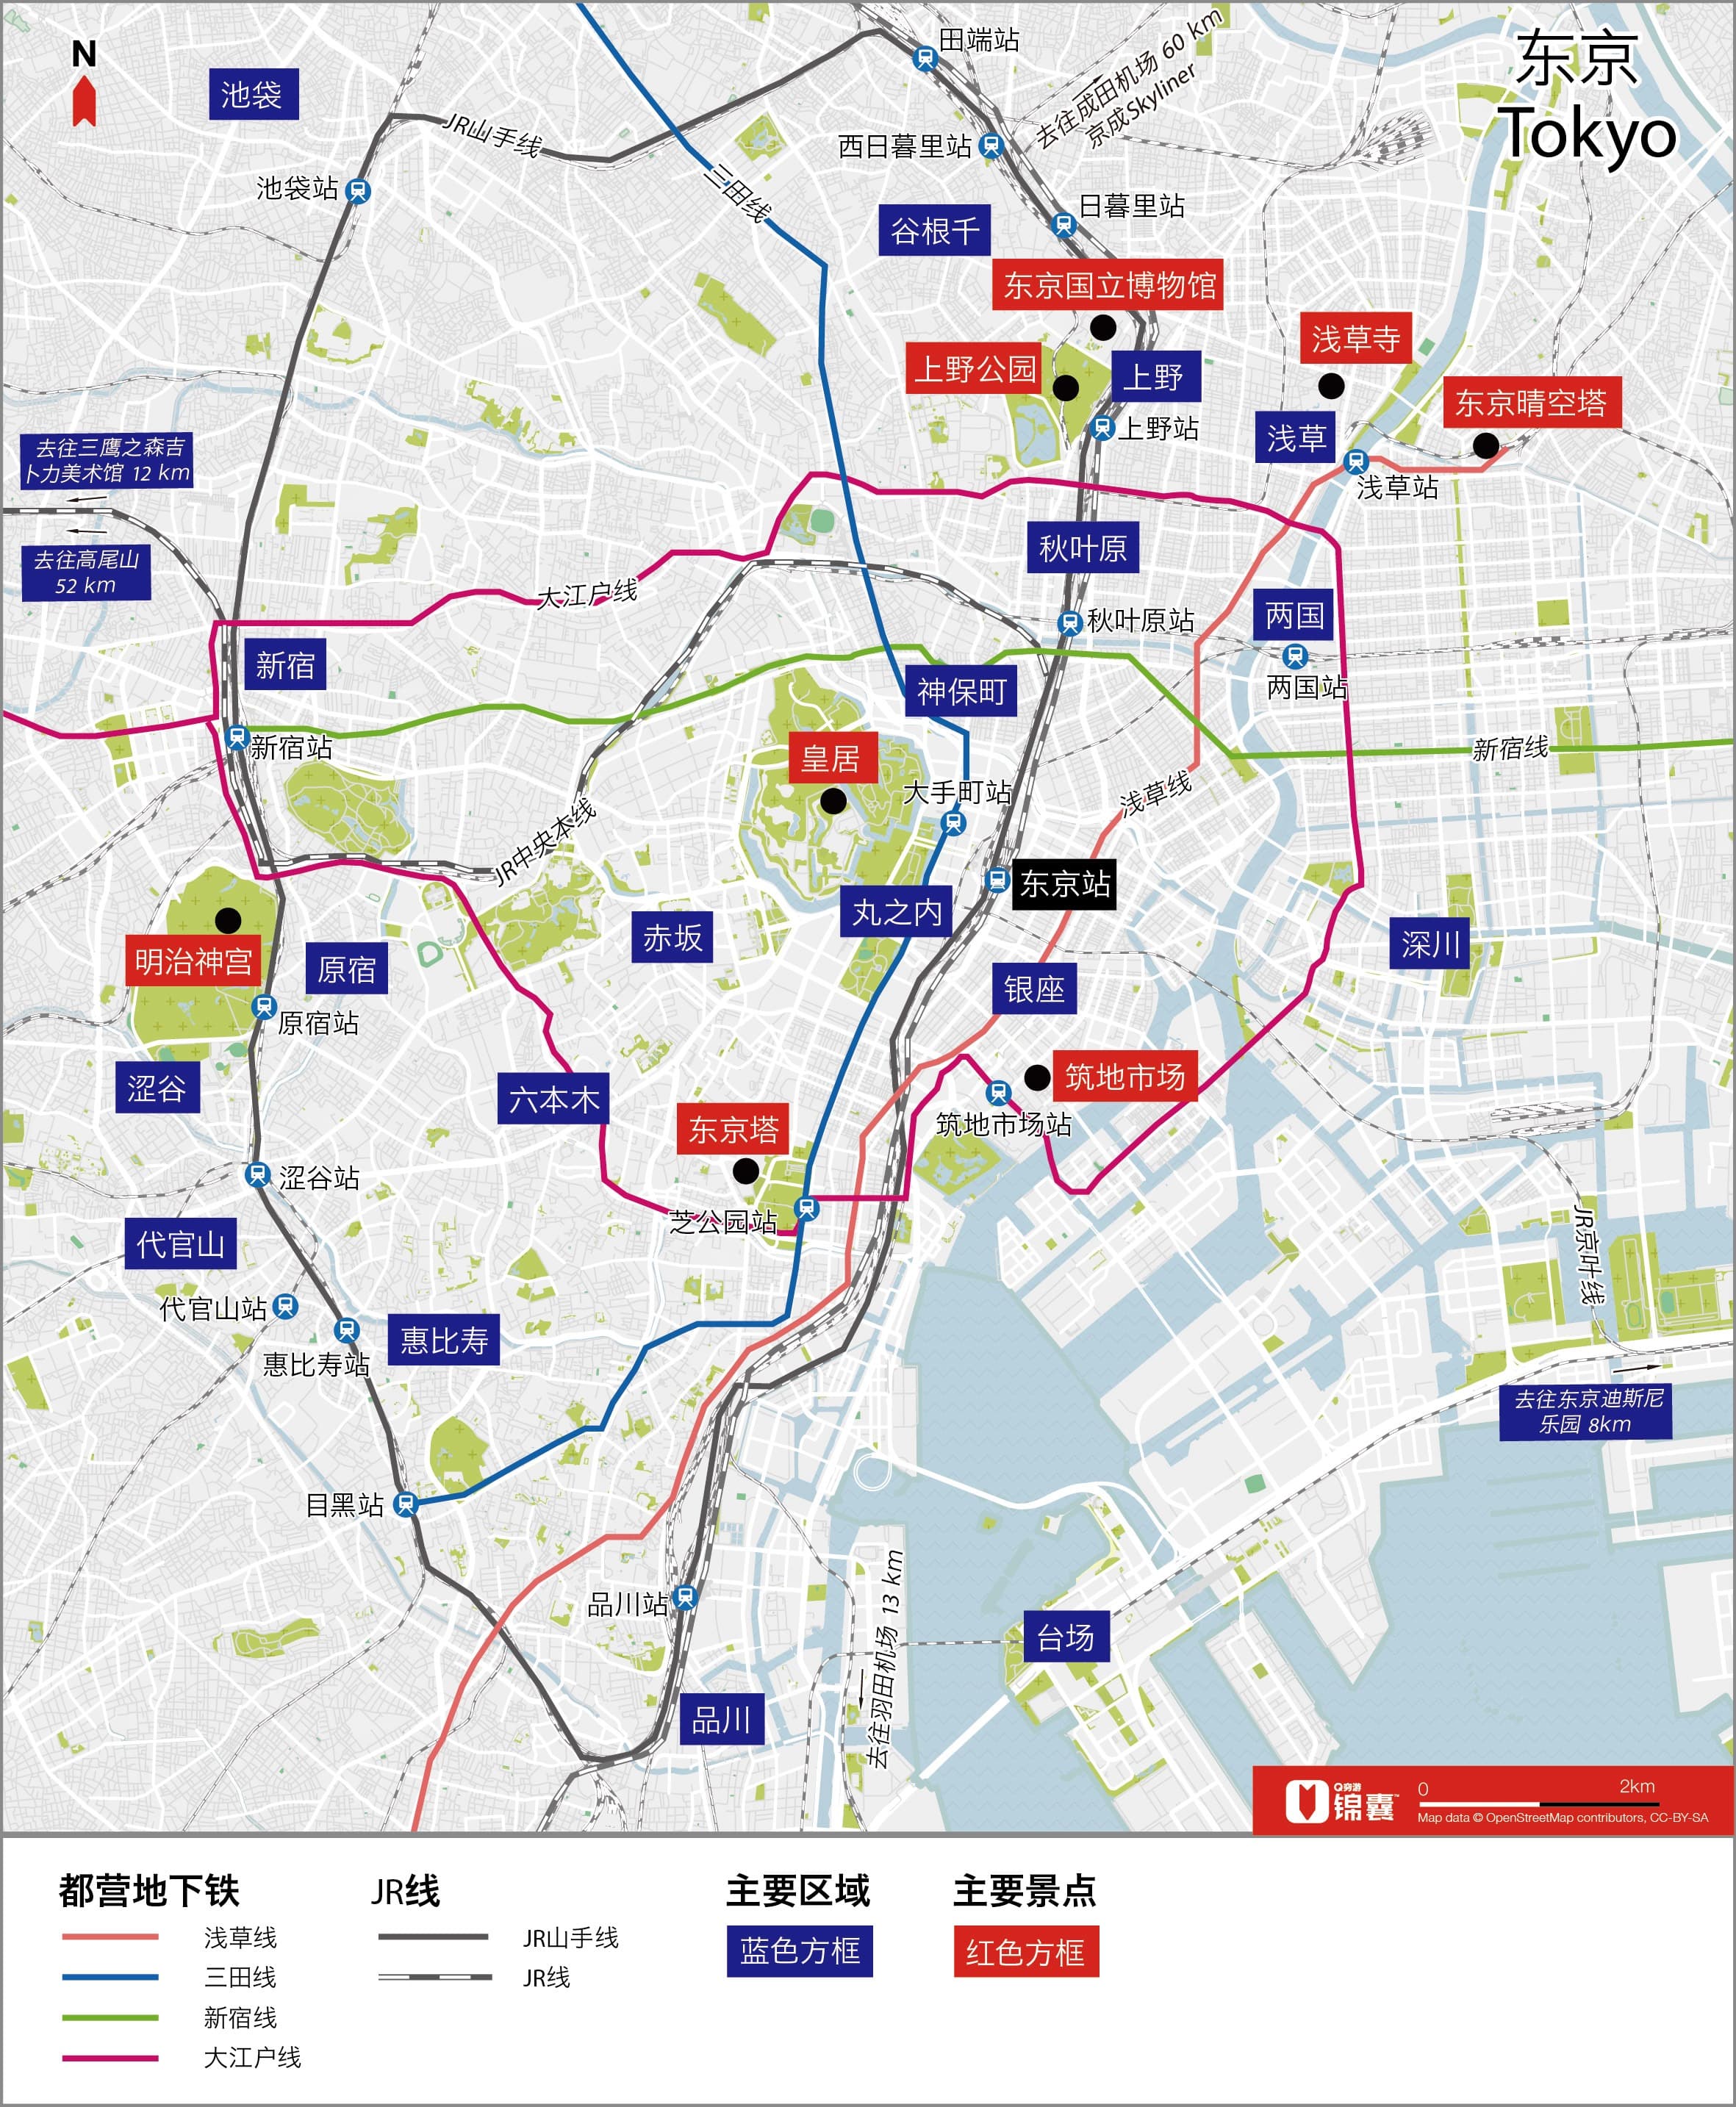 东京
Tokyo
N
池袋
田端站
去往成田机场 60 km
京成Skyliner
JR山手线
西日暮里站
池袋站
三田线
日暮里站
谷根千
东京国立博物馆
浅草寺
上野公园
上野
东京晴空塔
上野站
浅草
去往三鹰之森吉
卜力美术馆 12 km
浅草站
秋叶原
去往高尾山
52 km
大江户线
秋叶原站
两国
新宿
神保町
两国站
新宿站
皇居
新宿线
大手町站
浅草线
JR中央本线
东京站
丸之内
赤坂
深川
明治神宫
原宿
银座
原宿站
筑地市场
涩谷
六本木
东京塔
筑地市场站
涩谷站
芝公园站
代官山
JR京叶线
代官山站
惠比寿
惠比寿站
去往东京迪斯尼
乐园 8km
目黑站
品川站
去往羽田机场 13 km
台场
品川
Q穷游
锦囊
TM
0
2km
Map data © OpenStreetMap contributors, CC-BY-SA
都营地下铁
JR线
主要区域
主要景点
浅草线
JR山手线
蓝色方框
红色方框
三田线
JR线
新宿线
大江户线